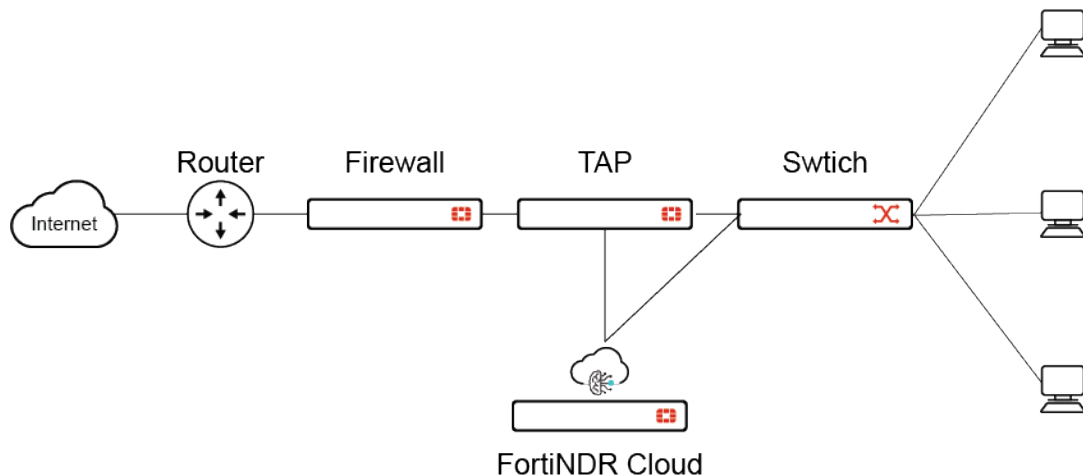 Router
Firewall
TAP
Swtich
Internet
FortiNDR Cloud